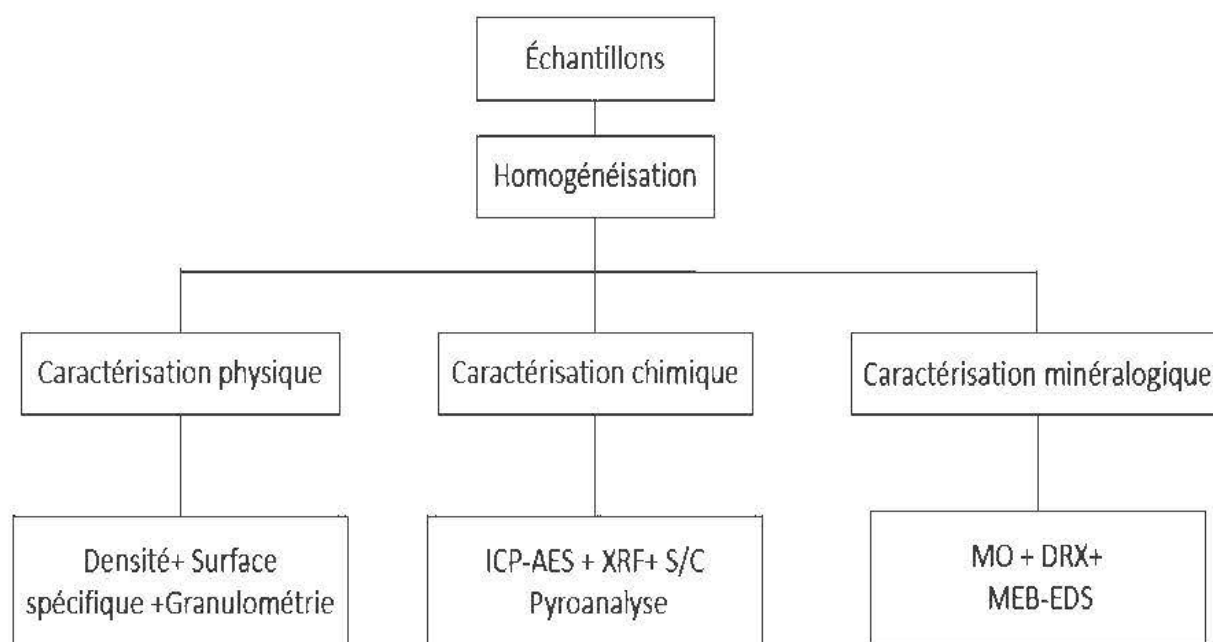 Échantillons
Homogénéisation
Caractérisation physique
Caractérisation chimique
Caractérisation minéralogique
Densité+ Surface
spécifique +Granulométrie
ICP-AES + XRF+ S/C
Pyroanalyse
MO + DRX+
MEB-EDS